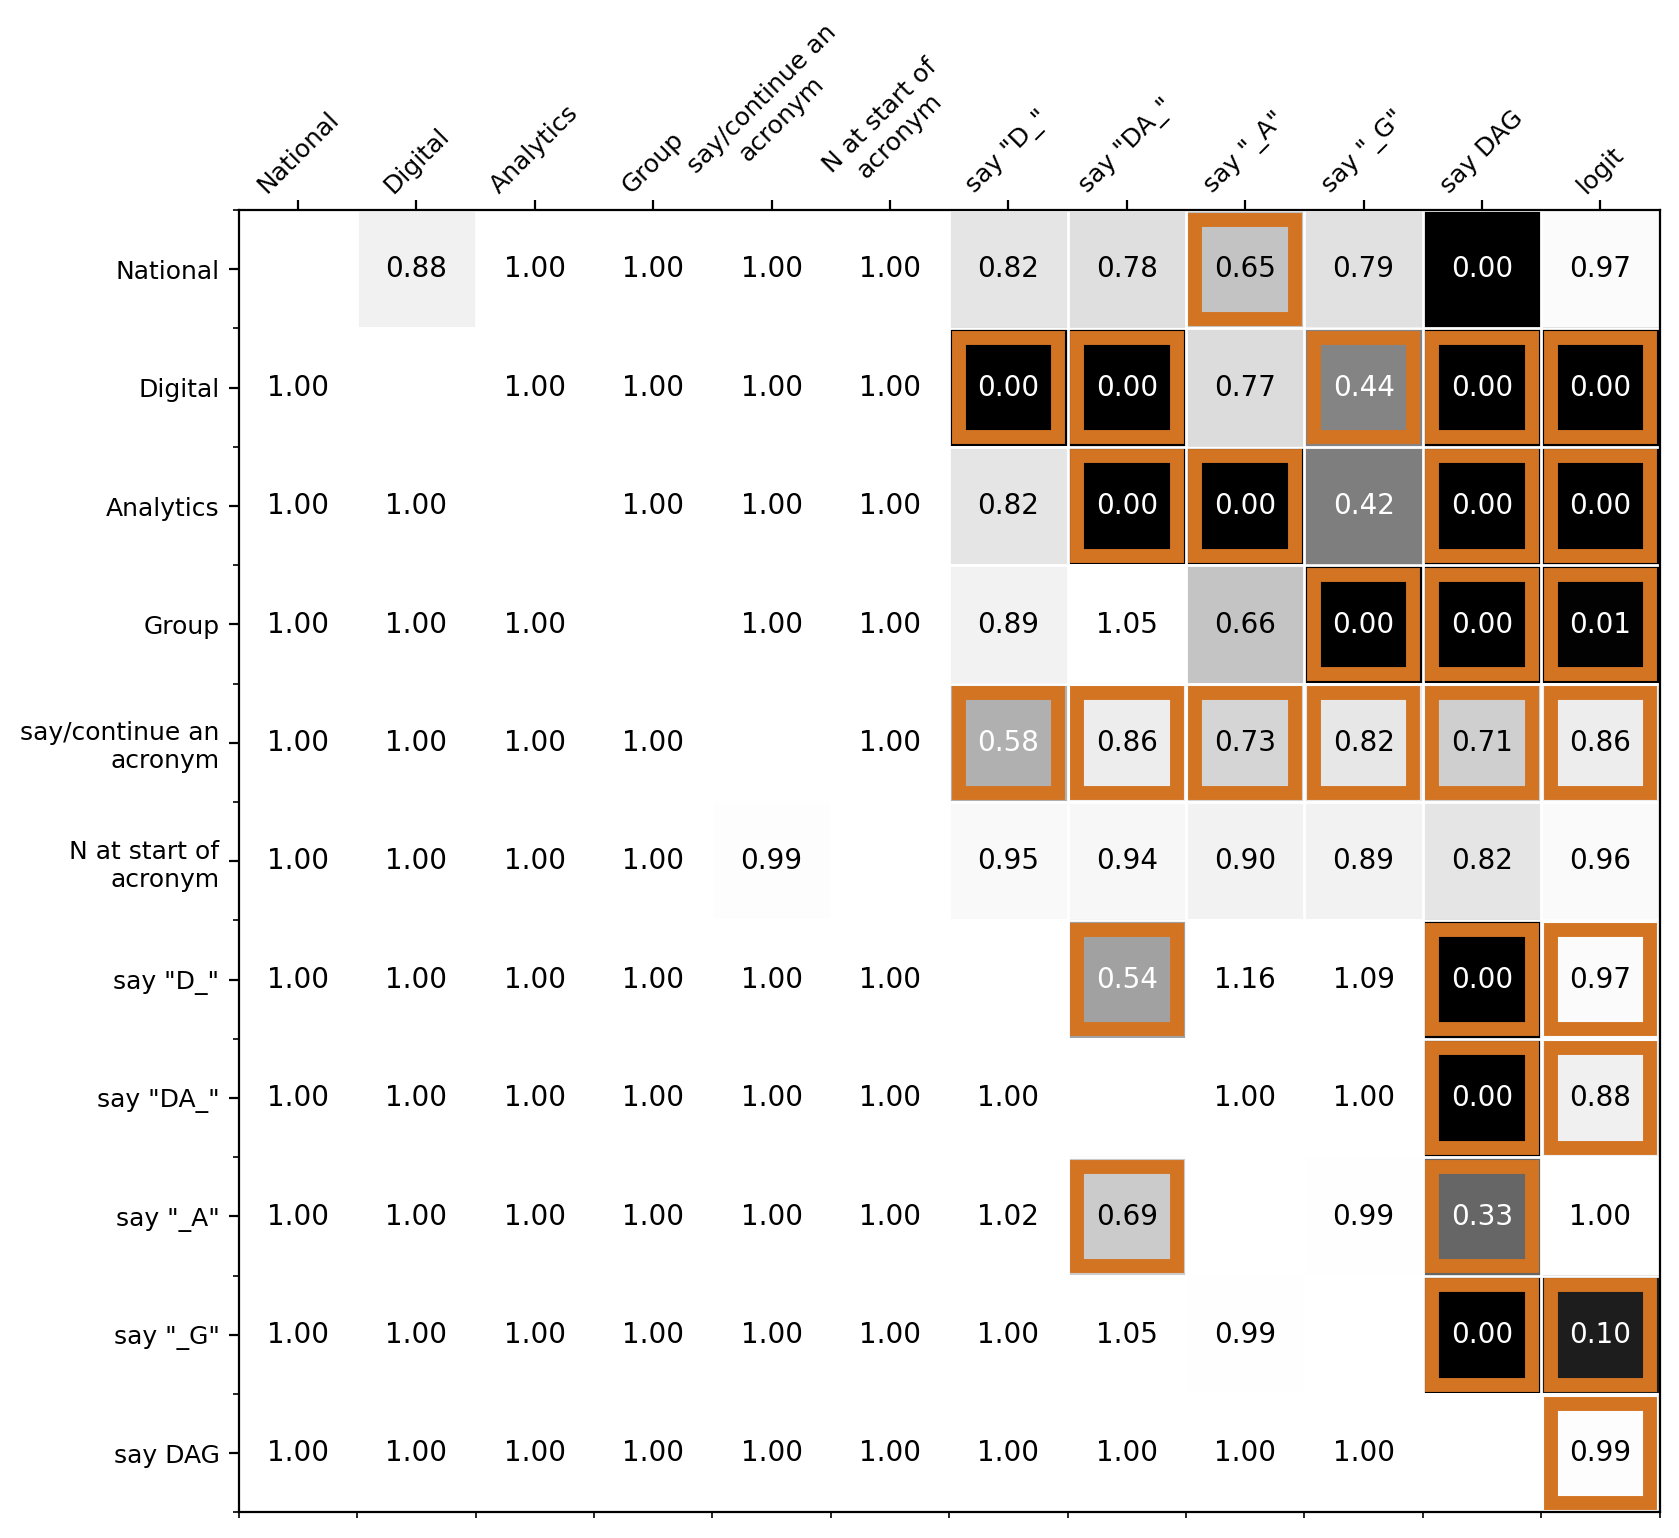 National
Digital
Analytics
Group
say/continue an
acronym
N at start of
acronym
say "D_"
say "DA_"
say "_A"
say "_G"
say DAG
logit
National 0.88 1.00 1.00 1.00 1.00 0.82 0.78 0.65 0.79 0.00 0.97
Digital 1.00 1.00 1.00 1.00 1.00 0.00 0.00 0.77 0.44 0.00 0.00
Analytics 1.00 1.00 1.00 1.00 1.00 0.82 0.00 0.00 0.42 0.00 0.00
Group 1.00 1.00 1.00 1.00 1.00 0.89 1.05 0.66 0.00 0.00 0.01
say/continue an
acronym 1.00 1.00 1.00 1.00 1.00 0.58 0.86 0.73 0.82 0.71 0.86
N at start of
acronym 1.00 1.00 1.00 1.00 0.99 0.95 0.94 0.90 0.89 0.82 0.96
say "D_" 1.00 1.00 1.00 1.00 1.00 1.00 0.54 1.16 1.09 0.00 0.97
say "DA_" 1.00 1.00 1.00 1.00 1.00 1.00 1.00 1.00 1.00 0.00 0.88
say "_A" 1.00 1.00 1.00 1.00 1.00 1.00 1.02 0.69 0.99 0.33 1.00
say "_G" 1.00 1.00 1.00 1.00 1.00 1.00 1.00 1.05 0.99 0.00 0.10
say DAG 1.00 1.00 1.00 1.00 1.00 1.00 1.00 1.00 1.00 1.00 0.99